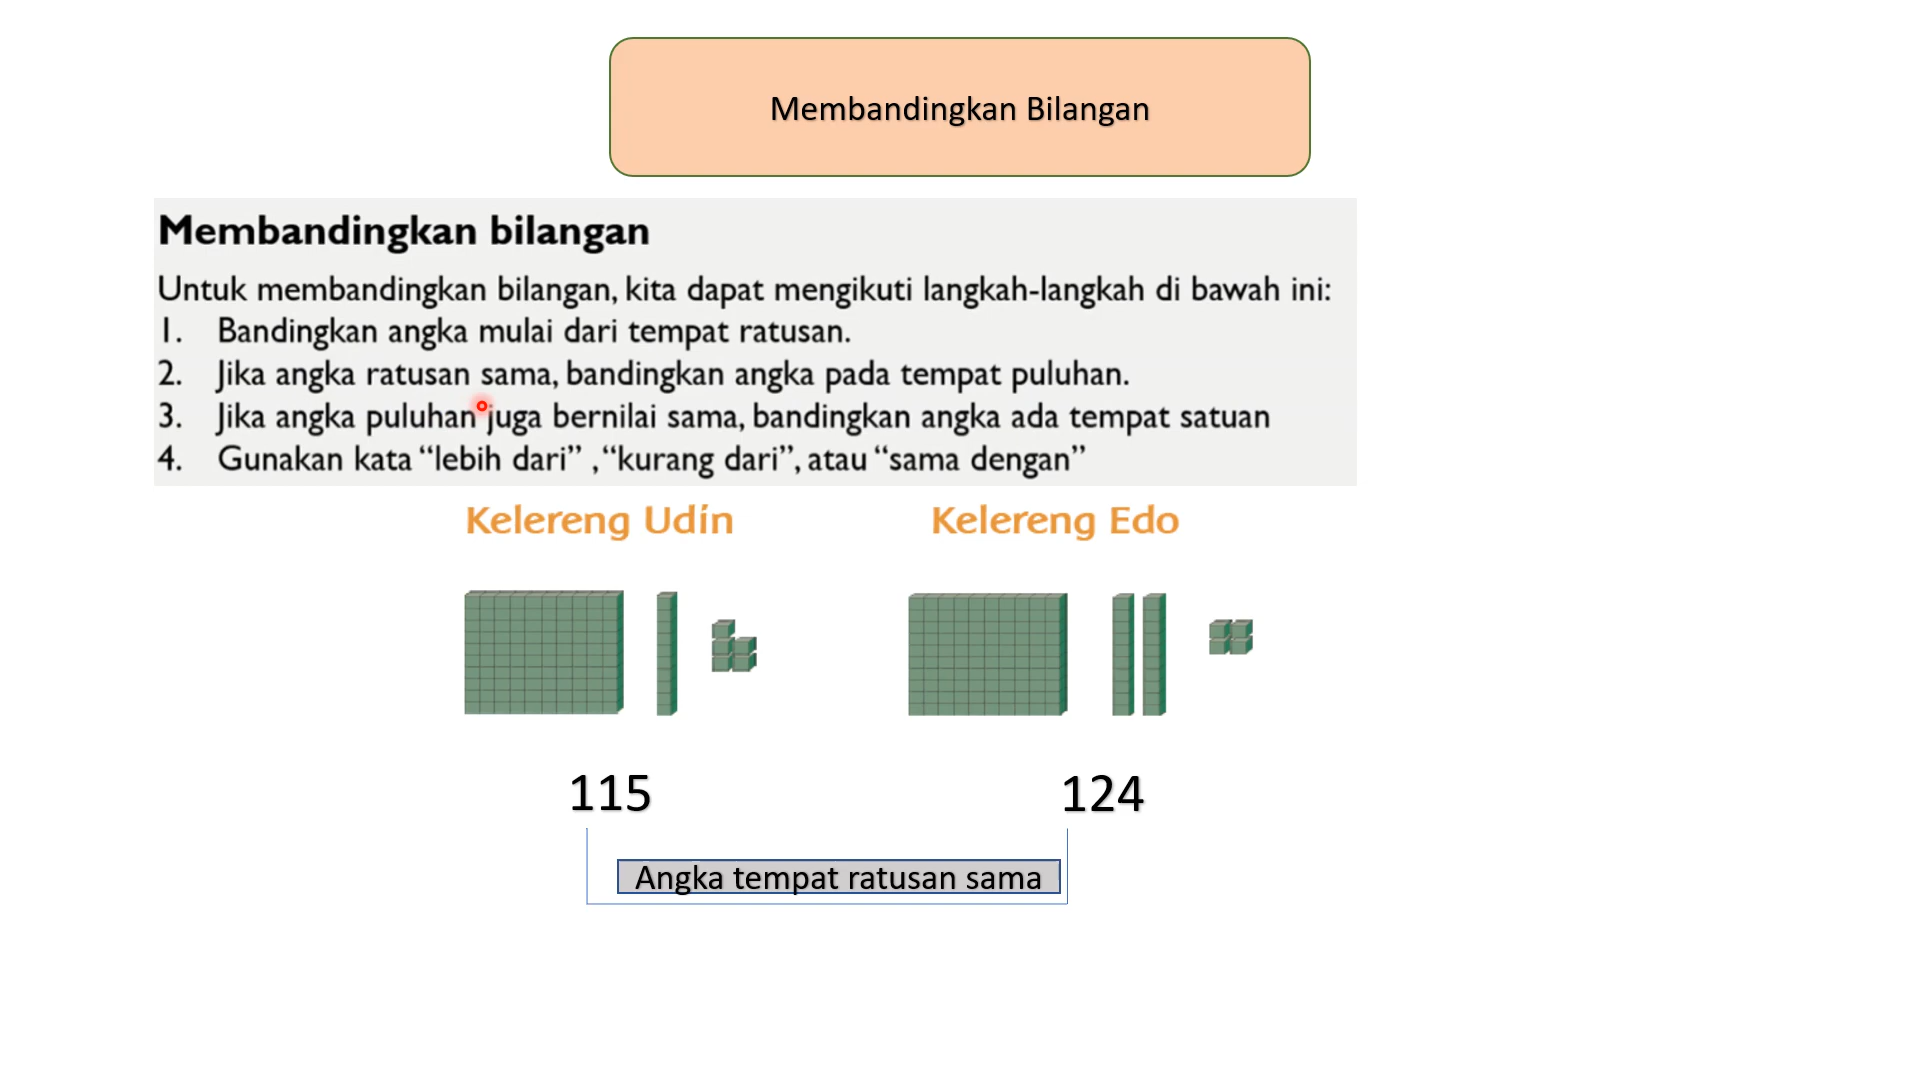 Membandingkan Bilangan
Membandingkan bilangan
Untuk membandingkan bilangan, kita dapat mengikuti langkah-langkah di bawah ini:
1. Bandingkan angka mulai dari tempat ratusan.
2. Jika angka ratusan sama, bandingkan angka pada tempat puluhan.
3. Jika angka puluhan juga bernilai sama, bandingkan angka ada tempat satuan
4. Gunakan kata “lebih dari” , “kurang dari”, atau “sama dengan”
Kelereng Udin
Kelereng Edo
115
124
Angka tempat ratusan sama